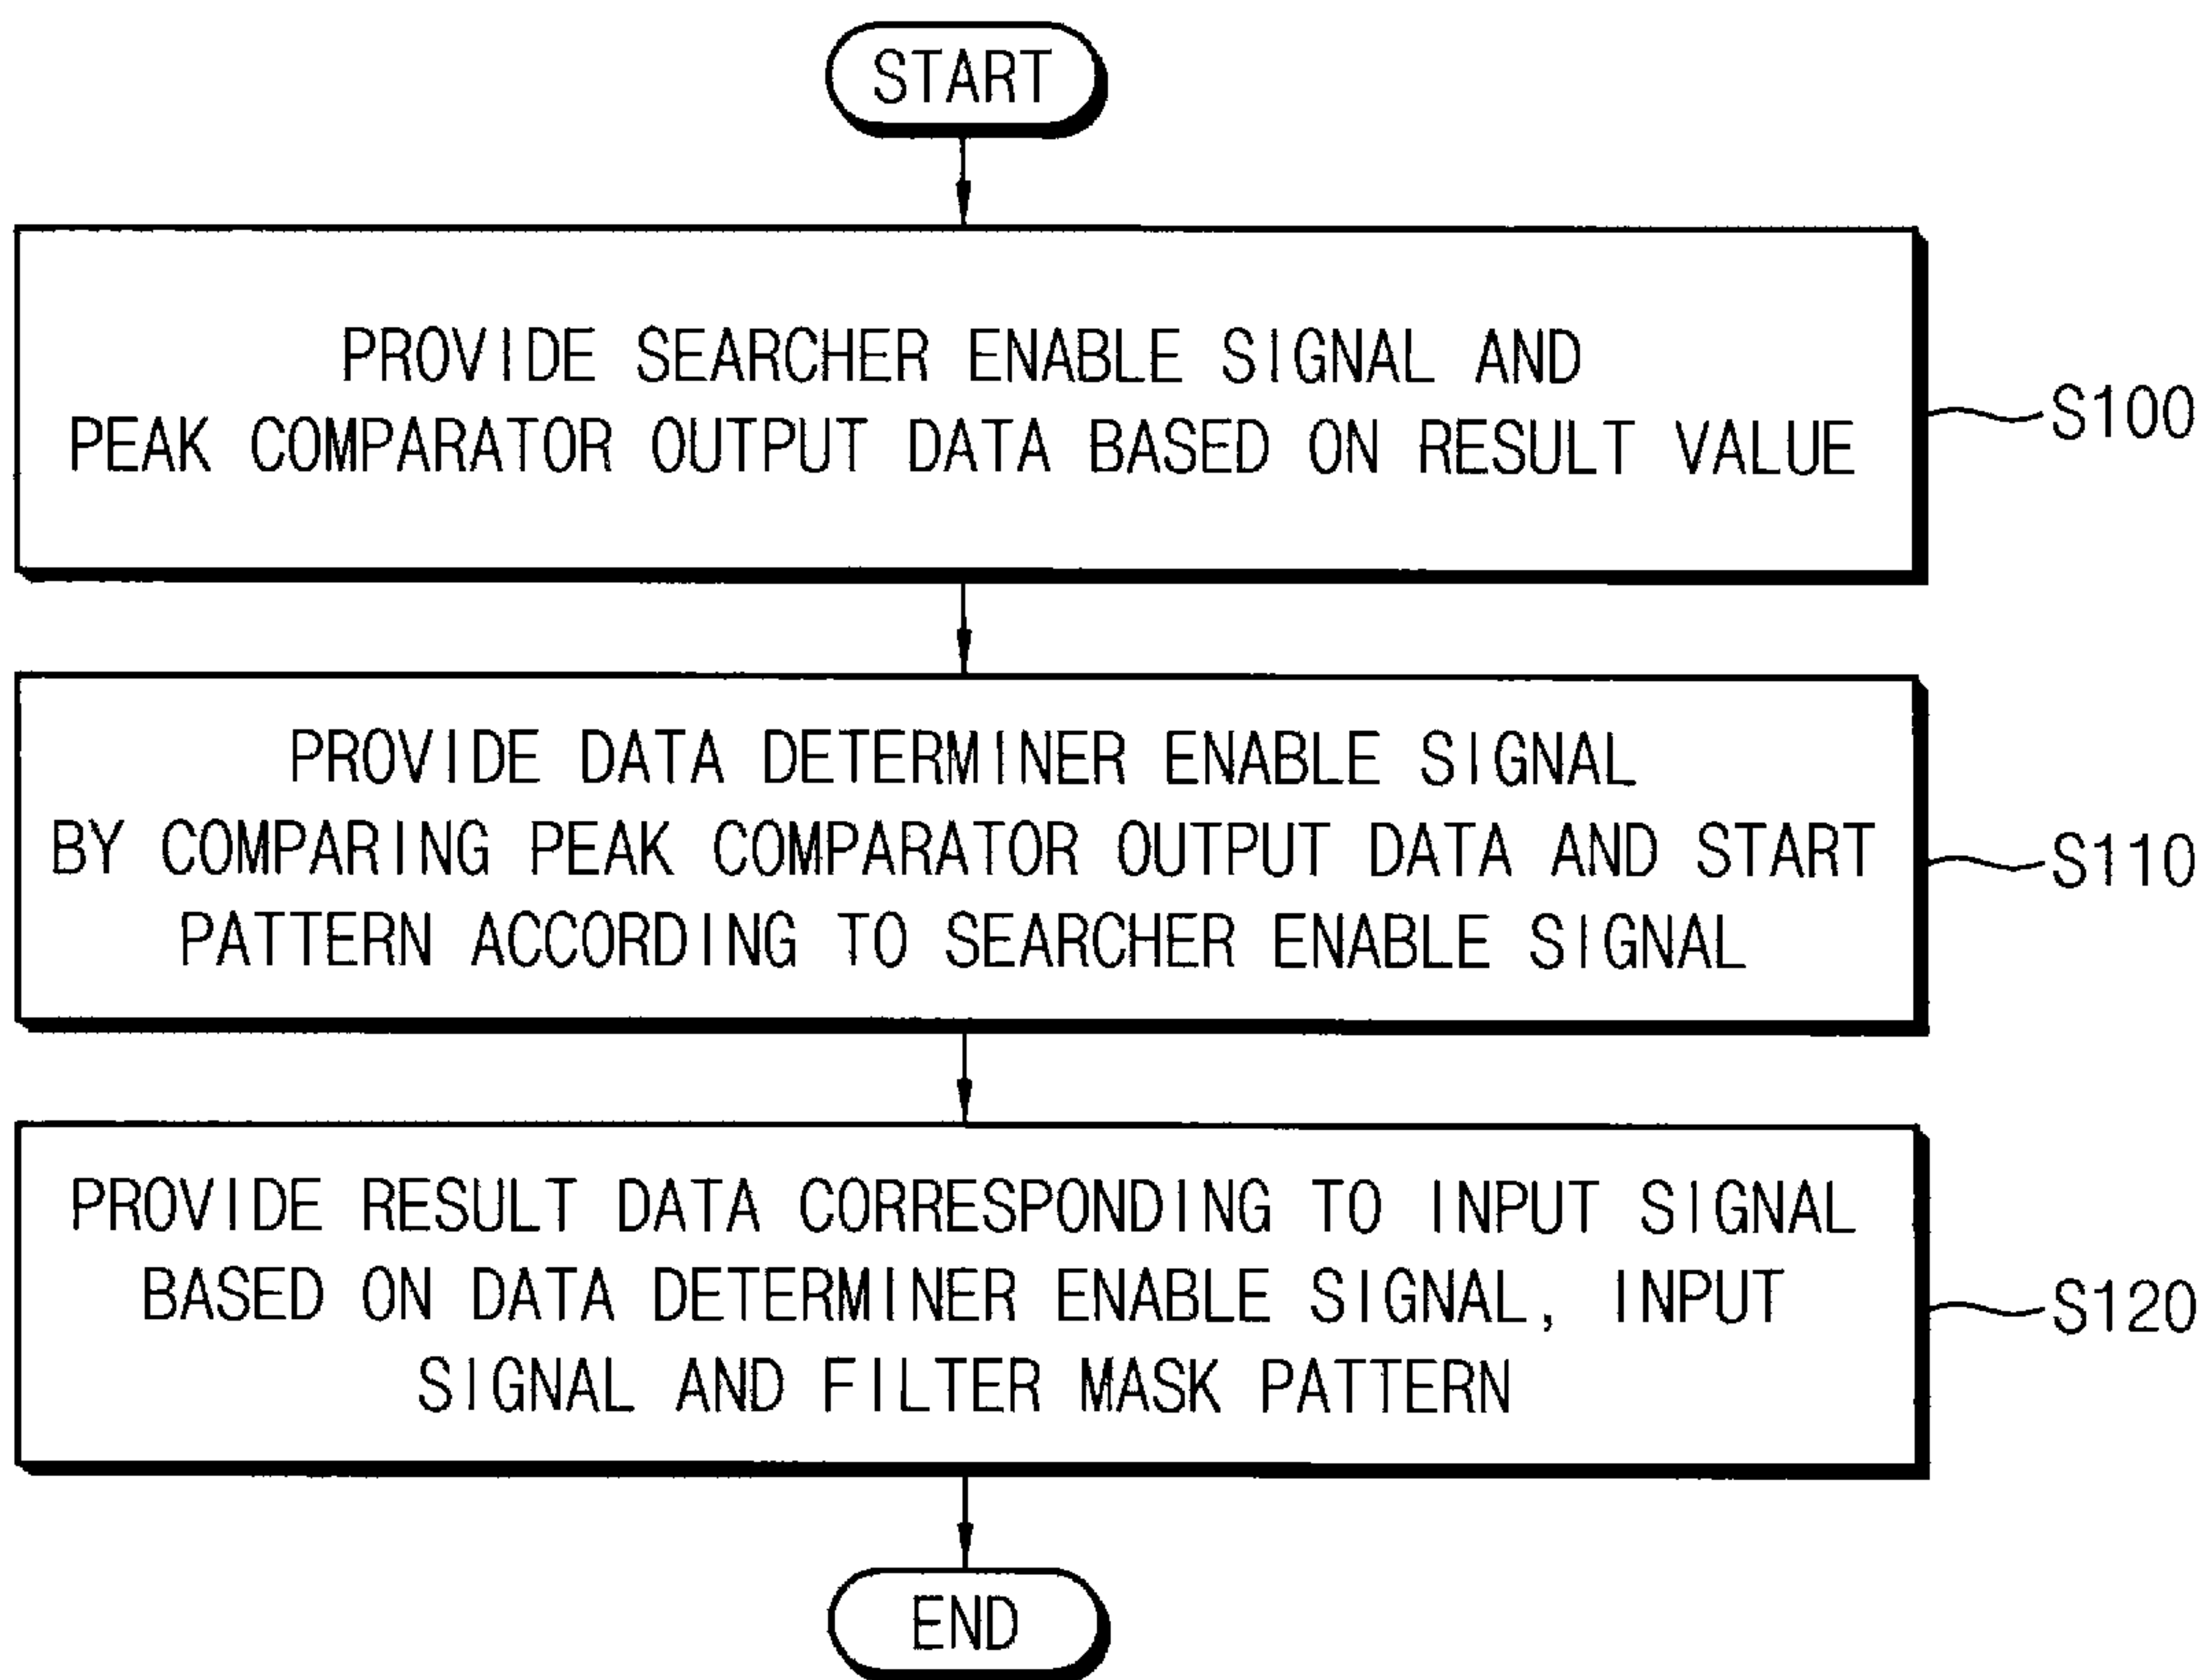 START
PROVIDE SEARCHER ENABLE SIGNAL AND
PEAK COMPARATOR OUTPUT DATA BASED ON RESULT VALUE
S100
PROVIDE DATA DETERMINER ENABLE SIGNAL
BY COMPARING PEAK COMPARATOR OUTPUT DATA AND START
PATTERN ACCORDING TO SEARCHER ENABLE SIGNAL
S110
PROVIDE RESULT DATA CORRESPONDING TO INPUT SIGNAL
BASED ON DATA DETERMINER ENABLE SIGNAL, INPUT
SIGNAL AND FILTER MASK PATTERN
S120
END